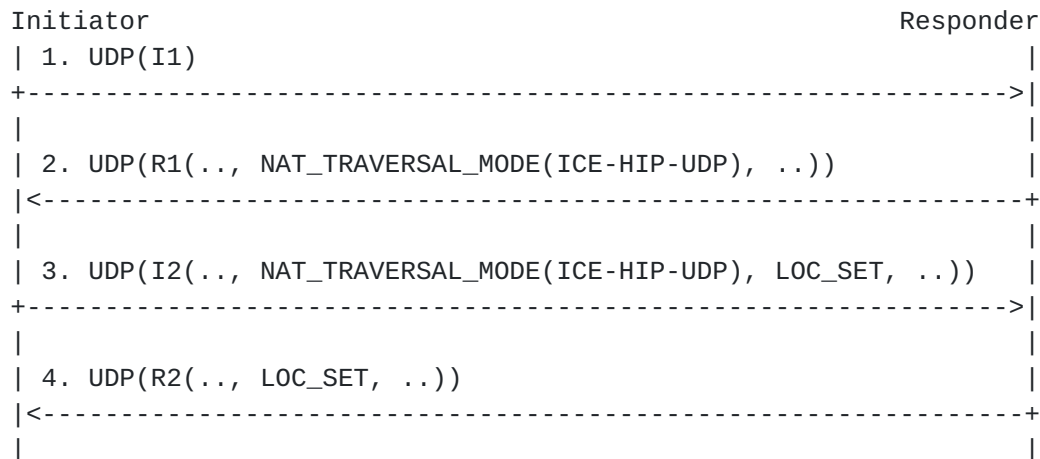 Initiator                                              Responder
| 1. UDP(I1)                                                   |
+------------------------------------------------------------->|
|                                                              |
| 2. UDP(R1(.., NAT_TRAVERSAL_MODE(ICE-HIP-UDP), ..))          |
|<-------------------------------------------------------------+
|                                                              |
| 3. UDP(I2(.., NAT_TRAVERSAL_MODE(ICE-HIP-UDP), LOC_SET, ..)) |
+------------------------------------------------------------->|
|                                                              |
| 4. UDP(R2(.., LOC_SET, ..))                                  |
|<-------------------------------------------------------------+
|                                                              |